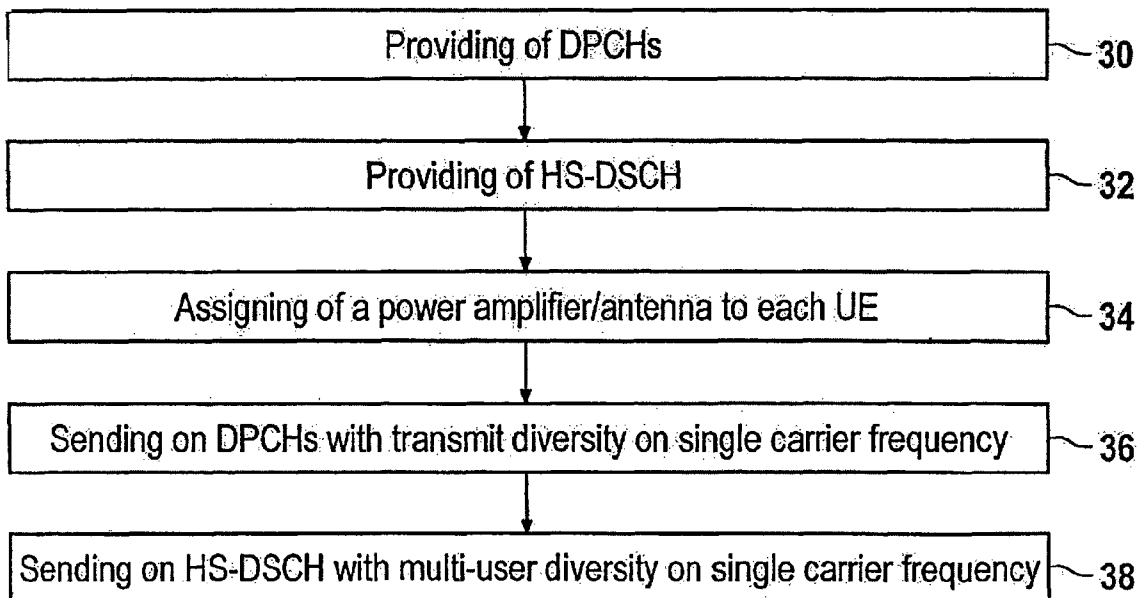 Providing of DPCHs 30
Providing of HS-DSCH 32
Assigning of a power amplifier/antenna to each UE 34
Sending on DPCHs with transmit diversity on single carrier frequency 36
Sending on HS-DSCH with multi-user diversity on single carrier frequency 38